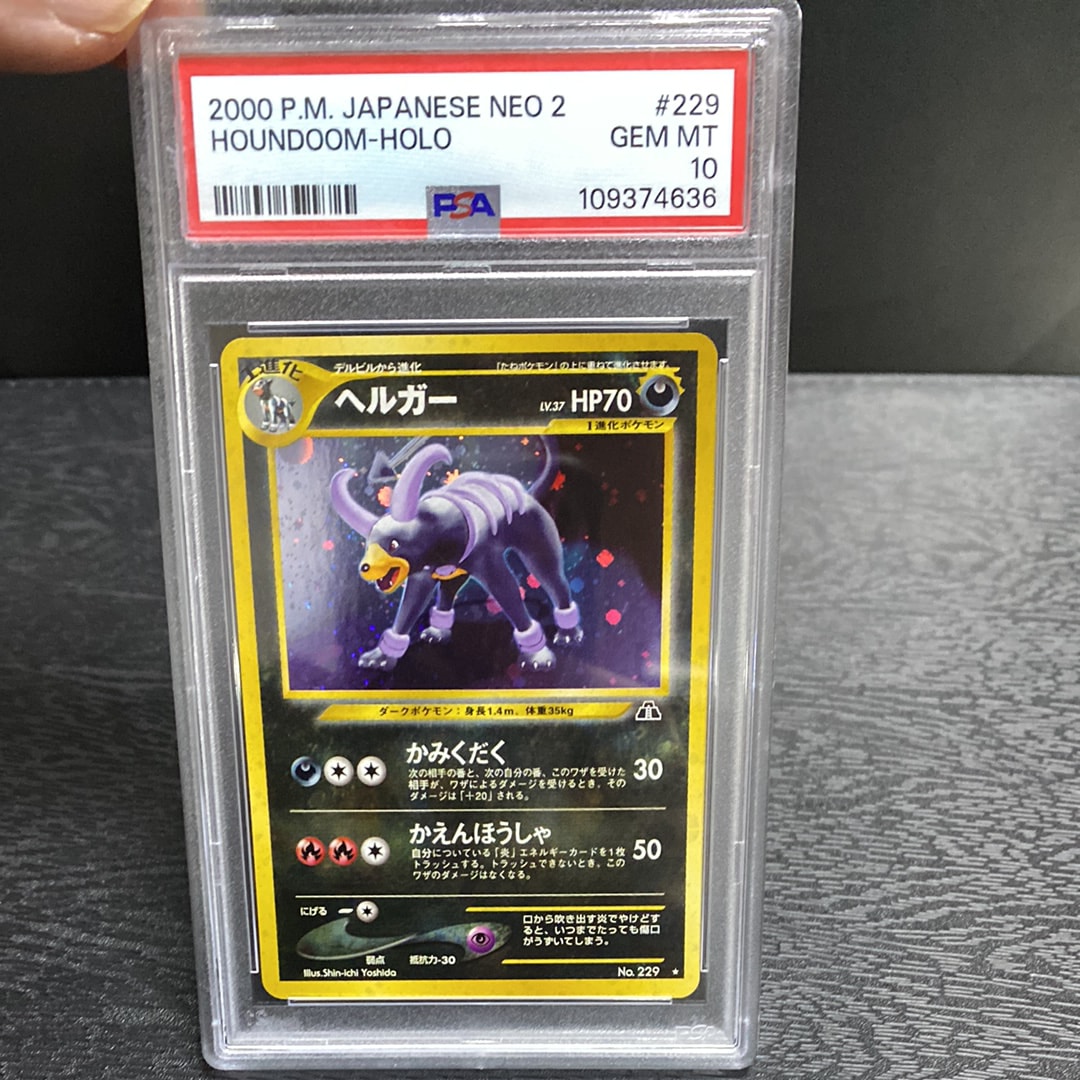 2000 P.M. JAPANESE NEO 2 #229
HOUNDOOM-HOLO GEM MT
10
PSA 109374636
1進化
デルビルから進化 「たねポケモン」の上に重ねて進化させます。
ヘルガー LV.37 HP70
1進化ポケモン
ダークポケモン:身長1.4m、体重35kg
かみくだく
次の相手の番と、次の自分の番、このワザを受けた
相手が、ワザによるダメージを受けるとき、その
ダメージは「+20」される。
30
かえんほうしゃ
自分についている「炎」エネルギーカードを1枚
トラッシュする。トラッシュできないとき、この
ワザのダメージはなくなる。
50
にげる
口から吹き出す炎でやけどす
ると、いつまでたっても傷口
がうずいてしまう。
弱点 抵抗力-30
Illus.Shin-ichi Yoshida No. 229 ★